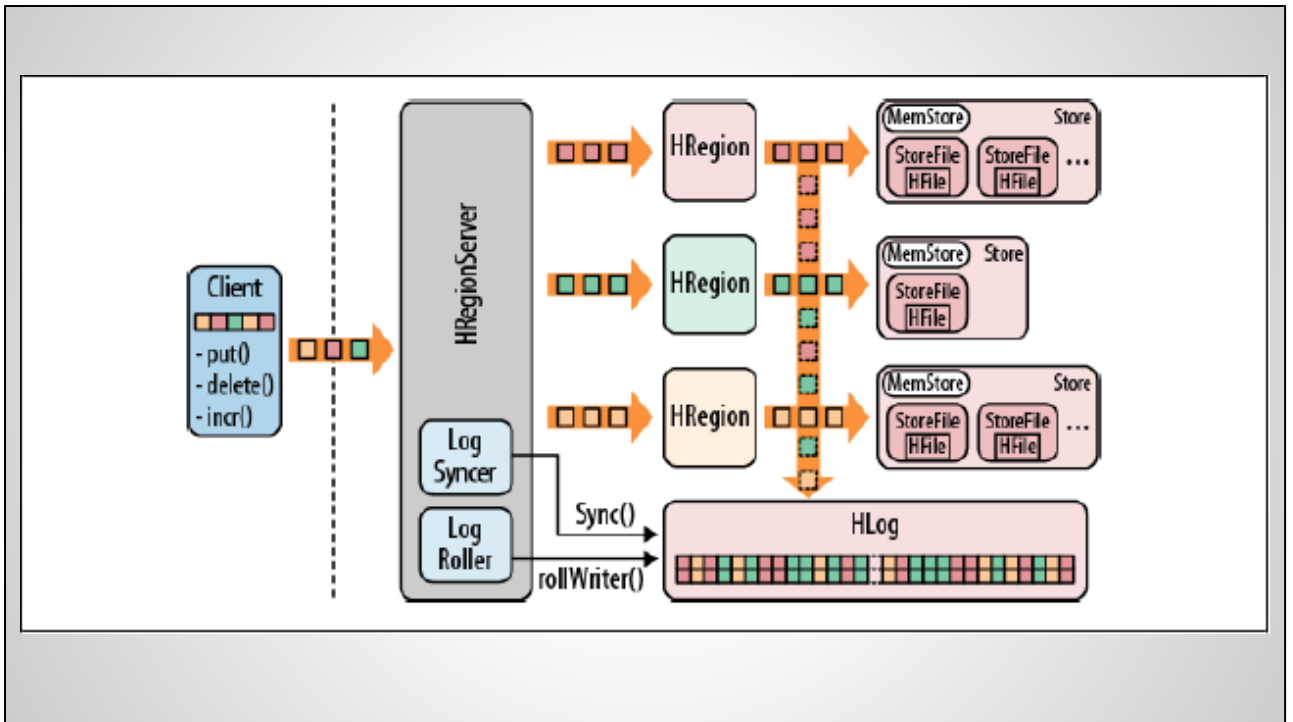 Client
- put()
- delete()
- incr()
HRegionServer
Log
Syncer
Log
Roller
Sync()
rollWriter()
HRegion
MemStore Store
StoreFile StoreFile ...
HFile HFile
HRegion
MemStore Store
StoreFile
HFile
HRegion
MemStore Store
StoreFile StoreFile ...
HFile HFile
HLog